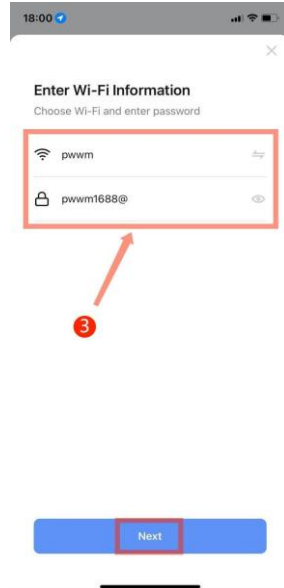 18:00
Enter Wi-Fi Information
Choose Wi-Fi and enter password
pwwm
pwwm1688@
3
Next